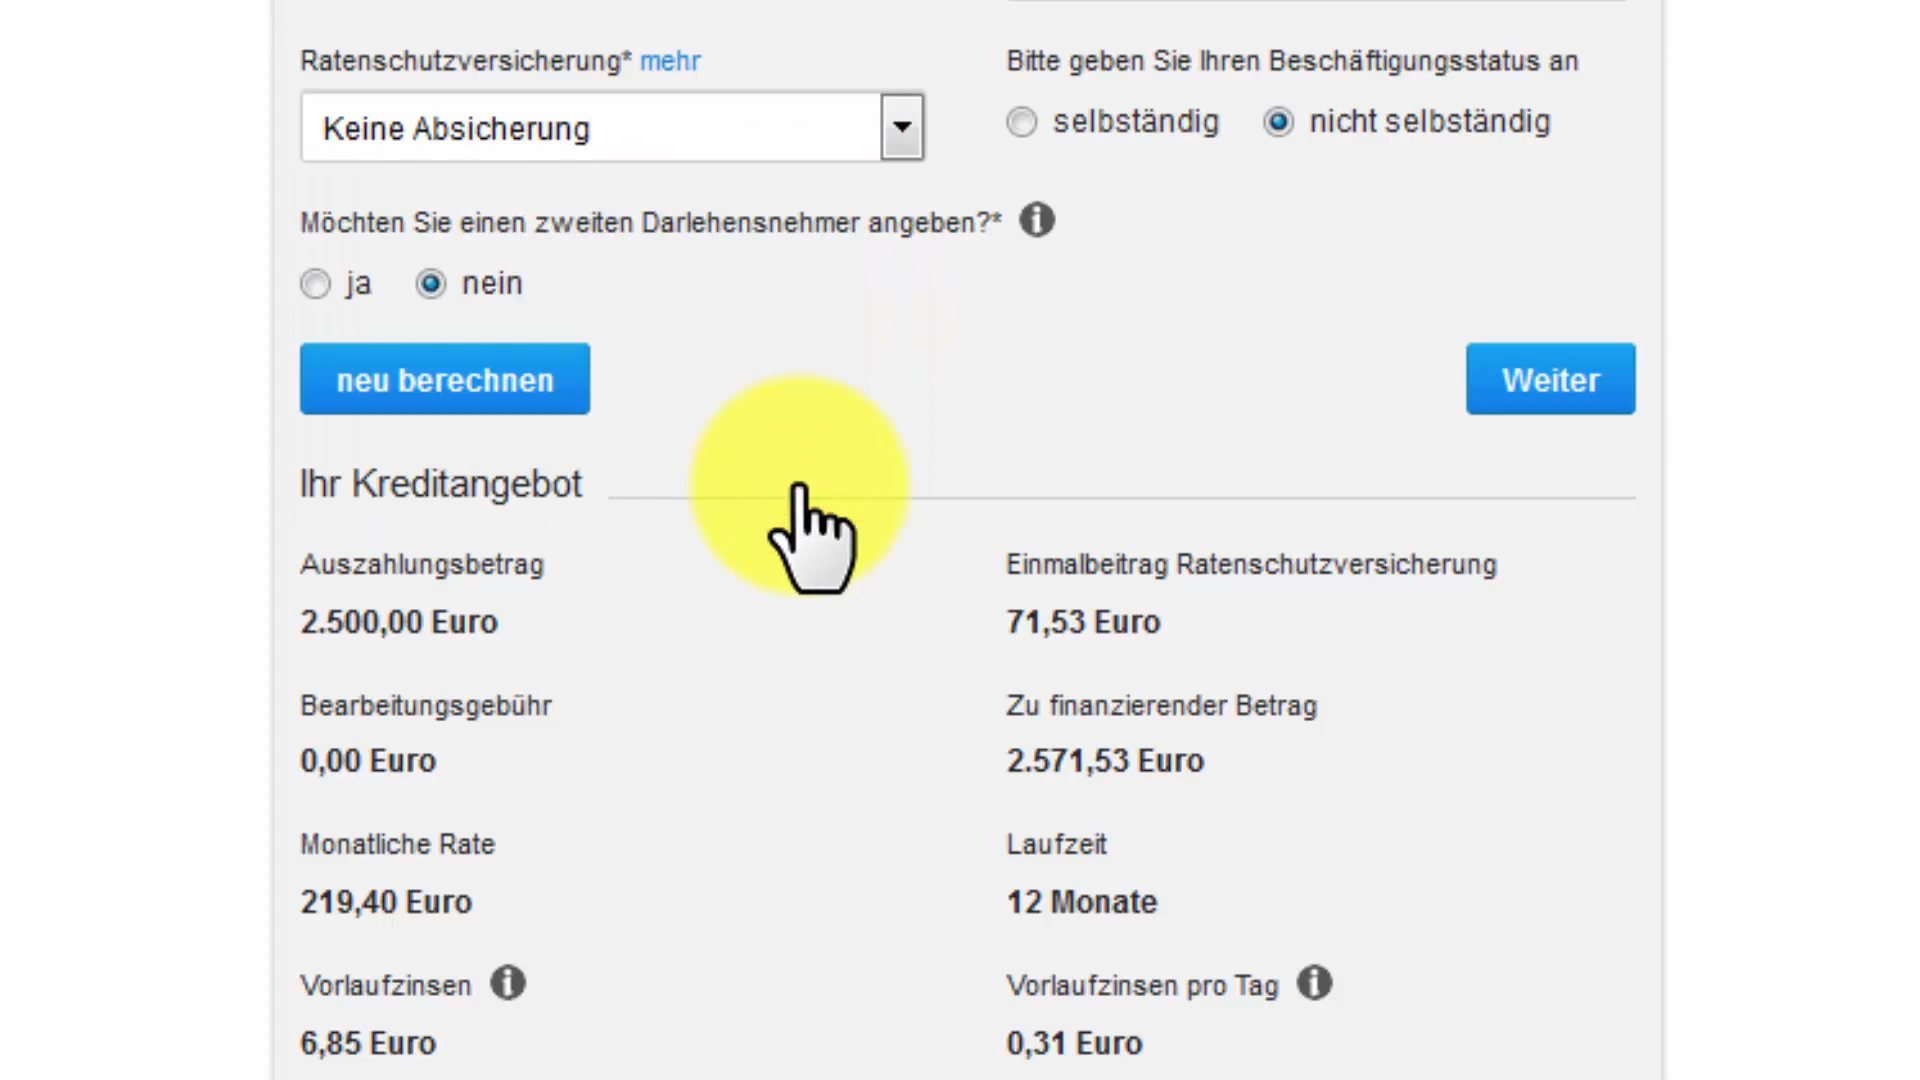 Ratenschutzversicherung* mehr
Bitte geben Sie Ihren Beschäftigungsstatus an
Keine Absicherung
selbständig nicht selbständig
Möchten Sie einen zweiten Darlehensnehmer angeben?*
ja nein
neu berechnen
Weiter
Ihr Kreditangebot
Auszahlungsbetrag
Einmalbeitrag Ratenschutzversicherung
2.500,00 Euro
71,53 Euro
Bearbeitungsgebühr
Zu finanzierender Betrag
0,00 Euro
2.571,53 Euro
Monatliche Rate
Laufzeit
219,40 Euro
12 Monate
Vorlaufzinsen
Vorlaufzinsen pro Tag
6,85 Euro
0,31 Euro